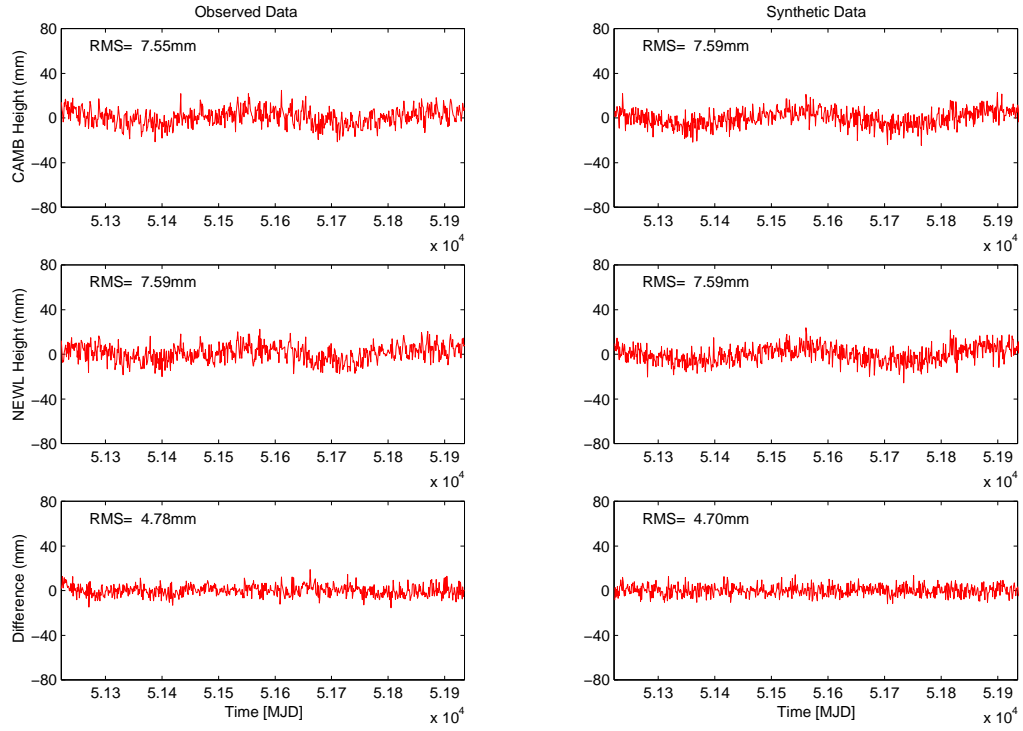 Observed Data
80
40
0
−40
−80
CAMB Height (mm)
RMS= 7.55mm
5.13 5.14 5.15 5.16 5.17 5.18 5.19
x 10^4
Synthetic Data
80
40
0
−40
−80
RMS= 7.59mm
5.13 5.14 5.15 5.16 5.17 5.18 5.19
x 10^4
80
40
0
−40
−80
NEWL Height (mm)
RMS= 7.59mm
5.13 5.14 5.15 5.16 5.17 5.18 5.19
x 10^4
80
40
0
−40
−80
RMS= 7.59mm
5.13 5.14 5.15 5.16 5.17 5.18 5.19
x 10^4
80
40
0
−40
−80
Difference (mm)
RMS= 4.78mm
5.13 5.14 5.15 5.16 5.17 5.18 5.19
Time [MJD]
x 10^4
80
40
0
−40
−80
RMS= 4.70mm
5.13 5.14 5.15 5.16 5.17 5.18 5.19
Time [MJD]
x 10^4